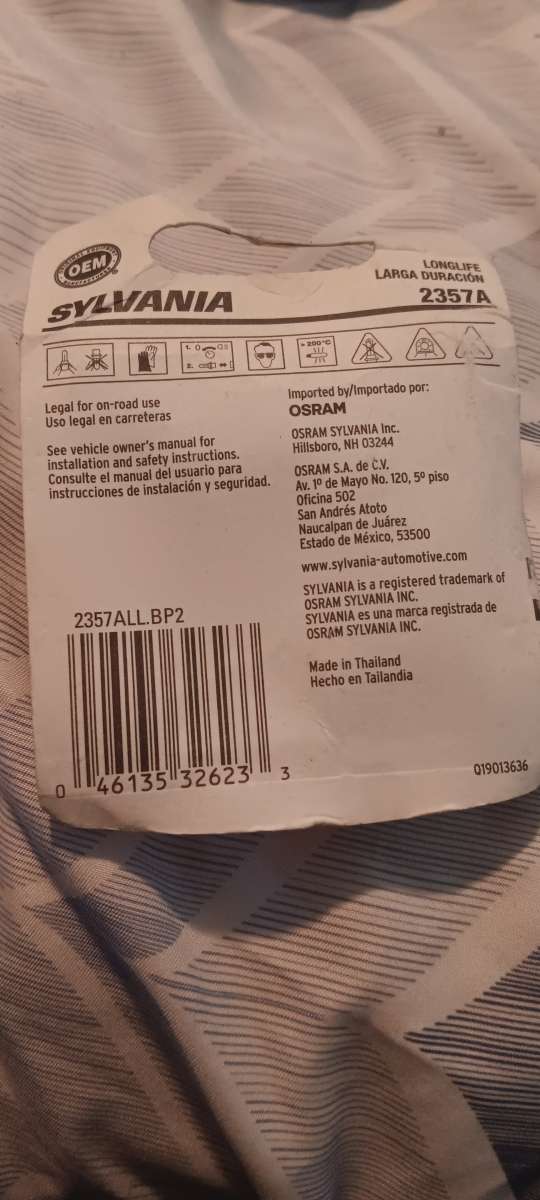 OEM
SYLVANIA
LONGLIFE
LARGA DURACIÓN
2357A
1.
2.
>200°C
Legal for on-road use
Uso legal en carreteras
See vehicle owner's manual for
installation and safety instructions.
Consulte el manual del usuario para
instrucciones de instalación y seguridad.
Imported by/Importado por:
OSRAM
OSRAM SYLVANIA Inc.
Hillsboro, NH 03244
OSRAM S.A. de C.V.
Av. 1º de Mayo No. 120, 5º piso
Oficina 502
San Andrés Atoto
Naucalpan de Juárez
Estado de México, 53500
www.sylvania-automotive.com
SYLVANIA is a registered trademark of
OSRAM SYLVANIA INC.
SYLVANIA es una marca registrada de
OSRAM SYLVANIA INC.
Made in Thailand
Hecho en Tailandia
2357ALL.BP2
0 46135 32623 3
Q19013636